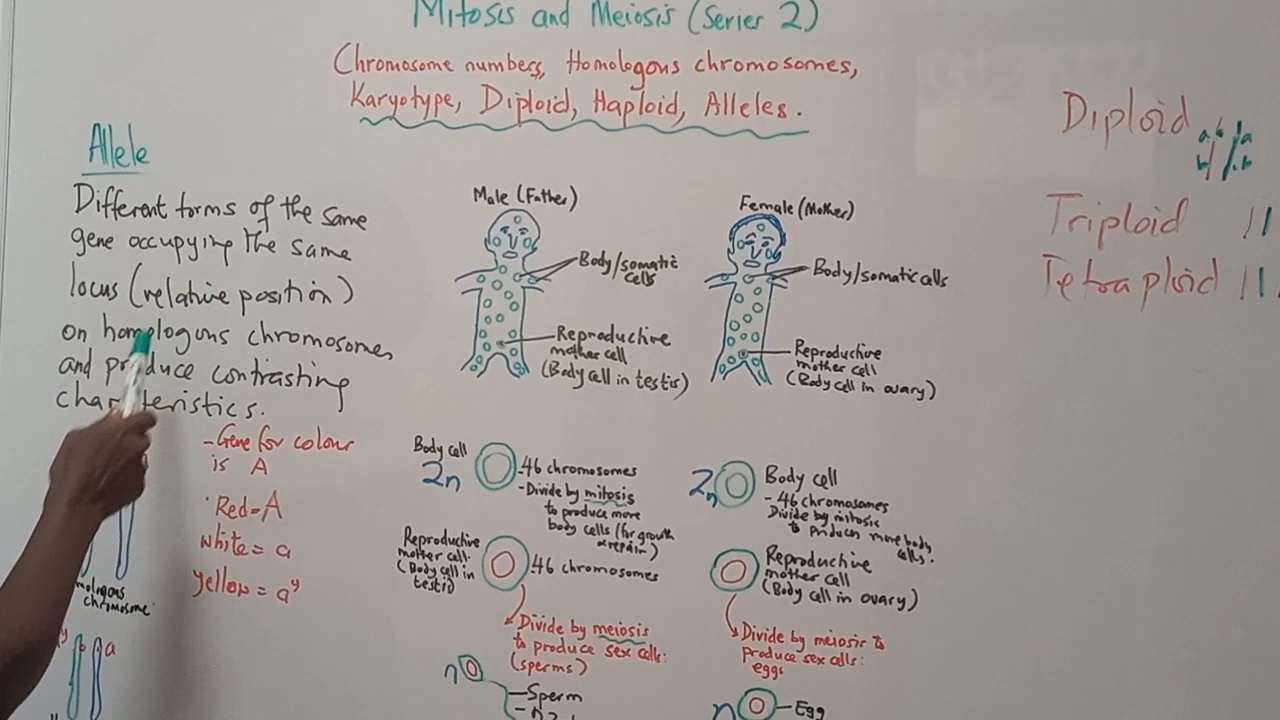 Mitosis and Meiosis (Series 2)
Chromosome numbers, Homologous chromosomes,
Karyotype, Diploid, Haploid, Alleles.
Allele
Different forms of the same
gene occupying the same
locus (relative position)
on homologous chromosomes,
and produce contrasting
characteristics.
- Gene for colour
is A
Red = A
white = a
yellow = aʸ
chromosome
y
a
Male (Father)
Body/somatic
cells
Reproductive
mother cell
(Body cell in testis)
Female (Mother)
Body/somatic cells
Reproductive
mother cell
(Body cell in ovary)
Body cell
2n
46 chromosomes
- Divide by mitosis
to produce more
body cells (for growth
& repair)
Reproductive
mother cell
(Body cell in
testis)
46 chromosomes
Divide by meiosis
to produce sex cells:
(sperms)
n
Sperm
2n
Body cell
- 46 chromosomes
Divide by mitosis
to produces more body
cells.
Reproductive
mother cell
(Body cell in ovary)
Divide by meiosis to
produce sex cells:
eggs
n
Egg
Diploid
a
b
a
b
Triploid
Tetraploid